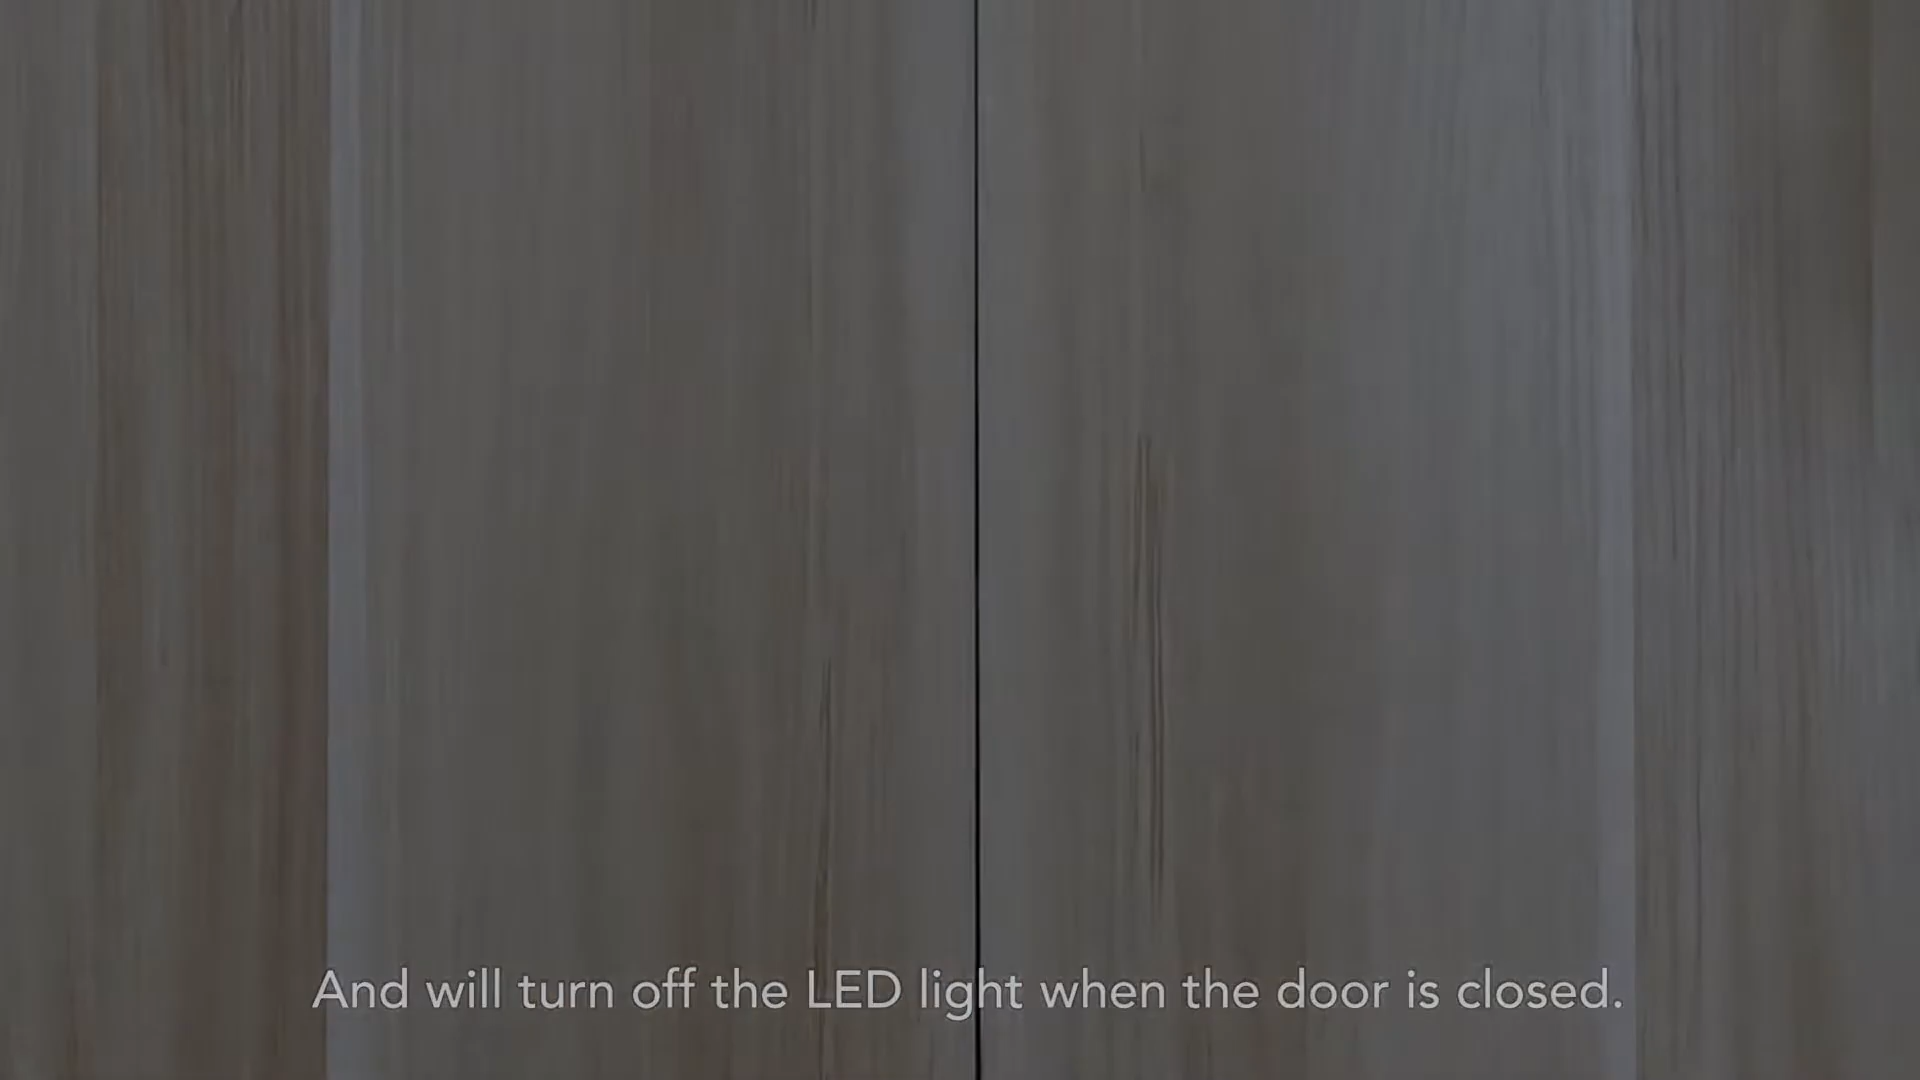 And will turn off the LED light when the door is closed.